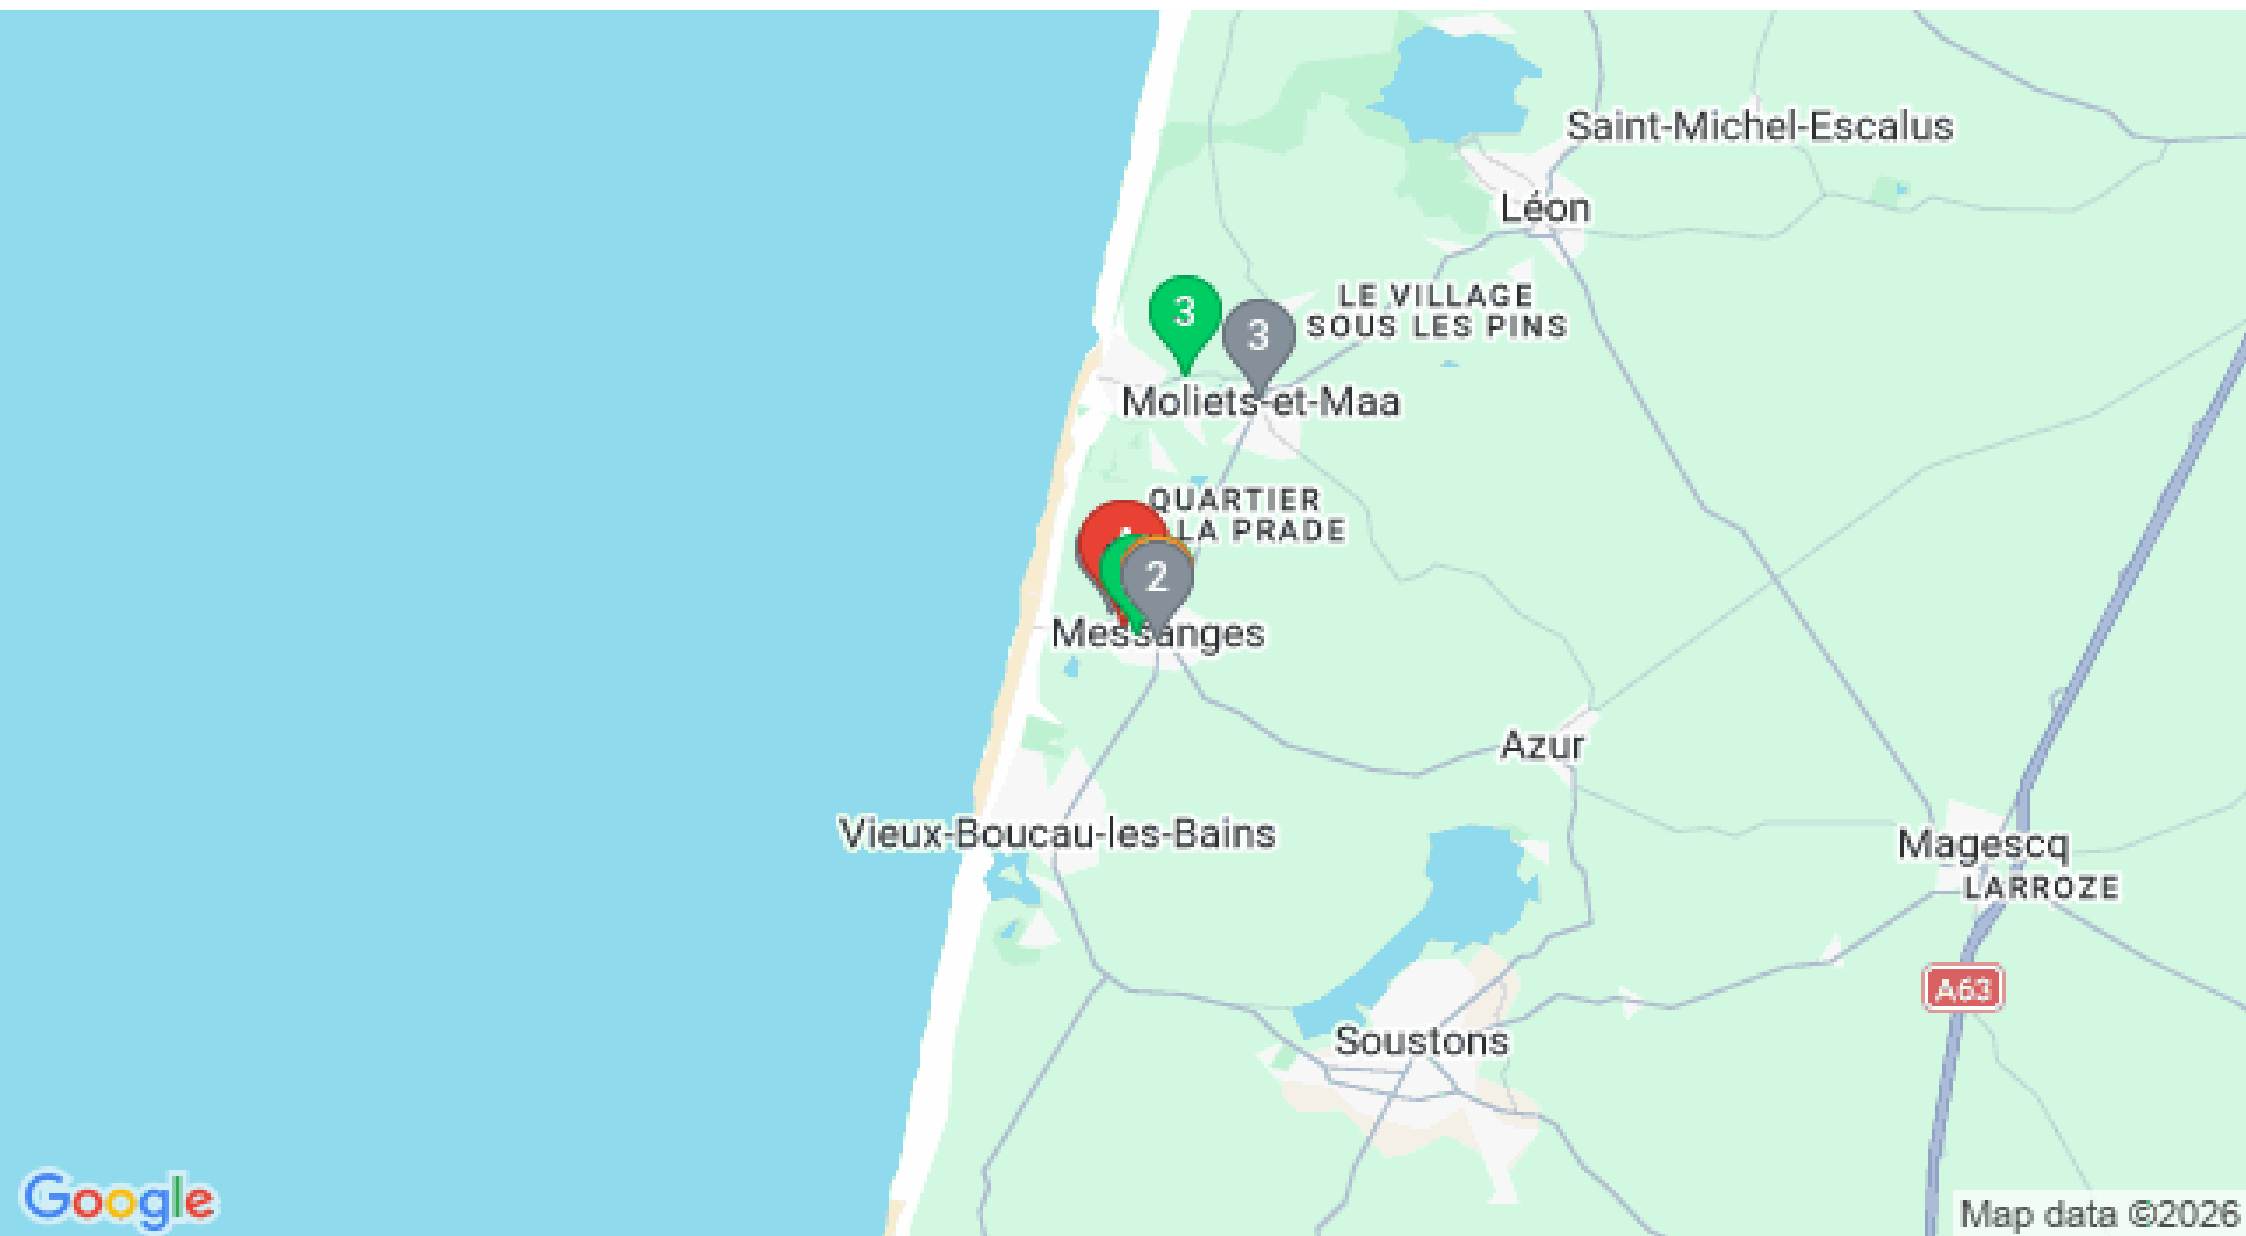 Saint-Michel-Escalus
Léon
LE VILLAGE
SOUS LES PINS
3
3
Moliets-et-Maa
QUARTIER
LA PRADE
2
Messanges
Azur
Vieux-Boucau-les-Bains
Magescq
LARROZE
A63
Soustons
Google
Map data ©2026